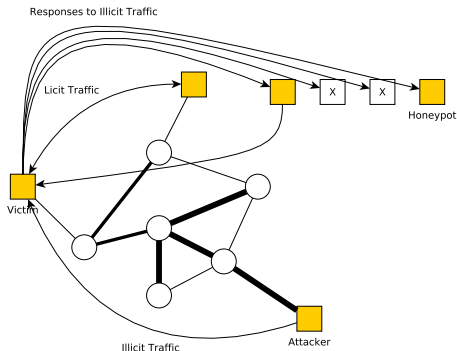 Responses to Illicit Traffic
Licit Traffic
X
X
Honeypot
Victim
Attacker
Illicit Traffic